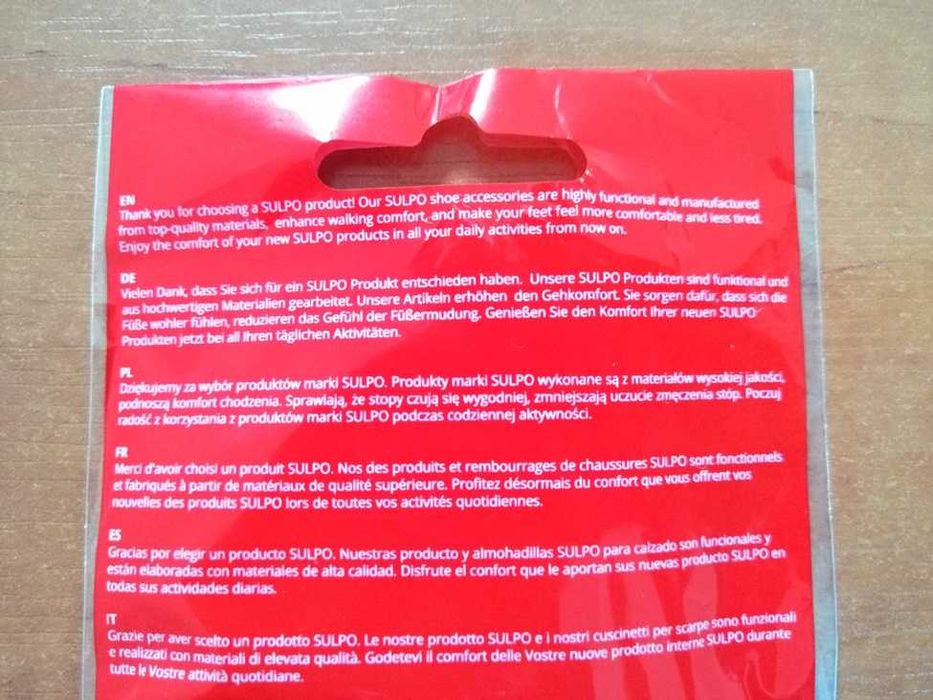 EN
Thank you for choosing a SULPO product! Our SULPO shoe accessories are highly functional and manufactured
from top-quality materials, enhance walking comfort, and make your feet feel more comfortable and less tired.
Enjoy the comfort of your new SULPO products in all your daily activities from now on.
DE
Vielen Dank, dass Sie sich für ein SULPO Produkt entschieden haben. Unsere SULPO Produkten sind funktional und
aus hochwertigen Materialien gearbeitet. Unsere Artikeln erhöhen den Gehkomfort. Sie sorgen dafür, dass sich die
Füße wohler fühlen, reduzieren das Gefühl der Füßermudung. Genießen Sie den Komfort Ihrer neuen SULPO
Produkten jetzt bei all Ihren täglichen Aktivitäten.
PL
Dziękujemy za wybór produktów marki SULPO. Produkty marki SULPO wykonane są z materiałów wysokiej jakości,
podnoszą komfort chodzenia. Sprawiają, że stopy czują się wygodniej, zmniejszają uczucie zmęczenia stóp. Poczuj
radość z korzystania z produktów marki SULPO podczas codziennej aktywności.
FR
Merci d'avoir choisi un produit SULPO. Nos des produits et rembourrages de chaussures SULPO sont fonctionnels
et fabriqués à partir de matériaux de qualité supérieure. Profitez désormais du confort que vous offrent vos
nouvelles des produits SULPO lors de toutes vos activités quotidiennes.
ES
Gracias por elegir un producto SULPO. Nuestras producto y almohadillas SULPO para calzado son funcionales y
están elaboradas con materiales de alta calidad. Disfrute el confort que le aportan sus nuevas producto SULPO en
todas sus actividades diarias.
IT
Grazie per aver scelto un prodotto SULPO. Le nostre prodotto SULPO e i nostri cuscinetti per scarpe sono funzionali
e realizzati con materiali di elevata qualità. Godetevi il comfort delle Vostre nuove prodotto interne SULPO durante
tutte le Vostre attività quotidiane.